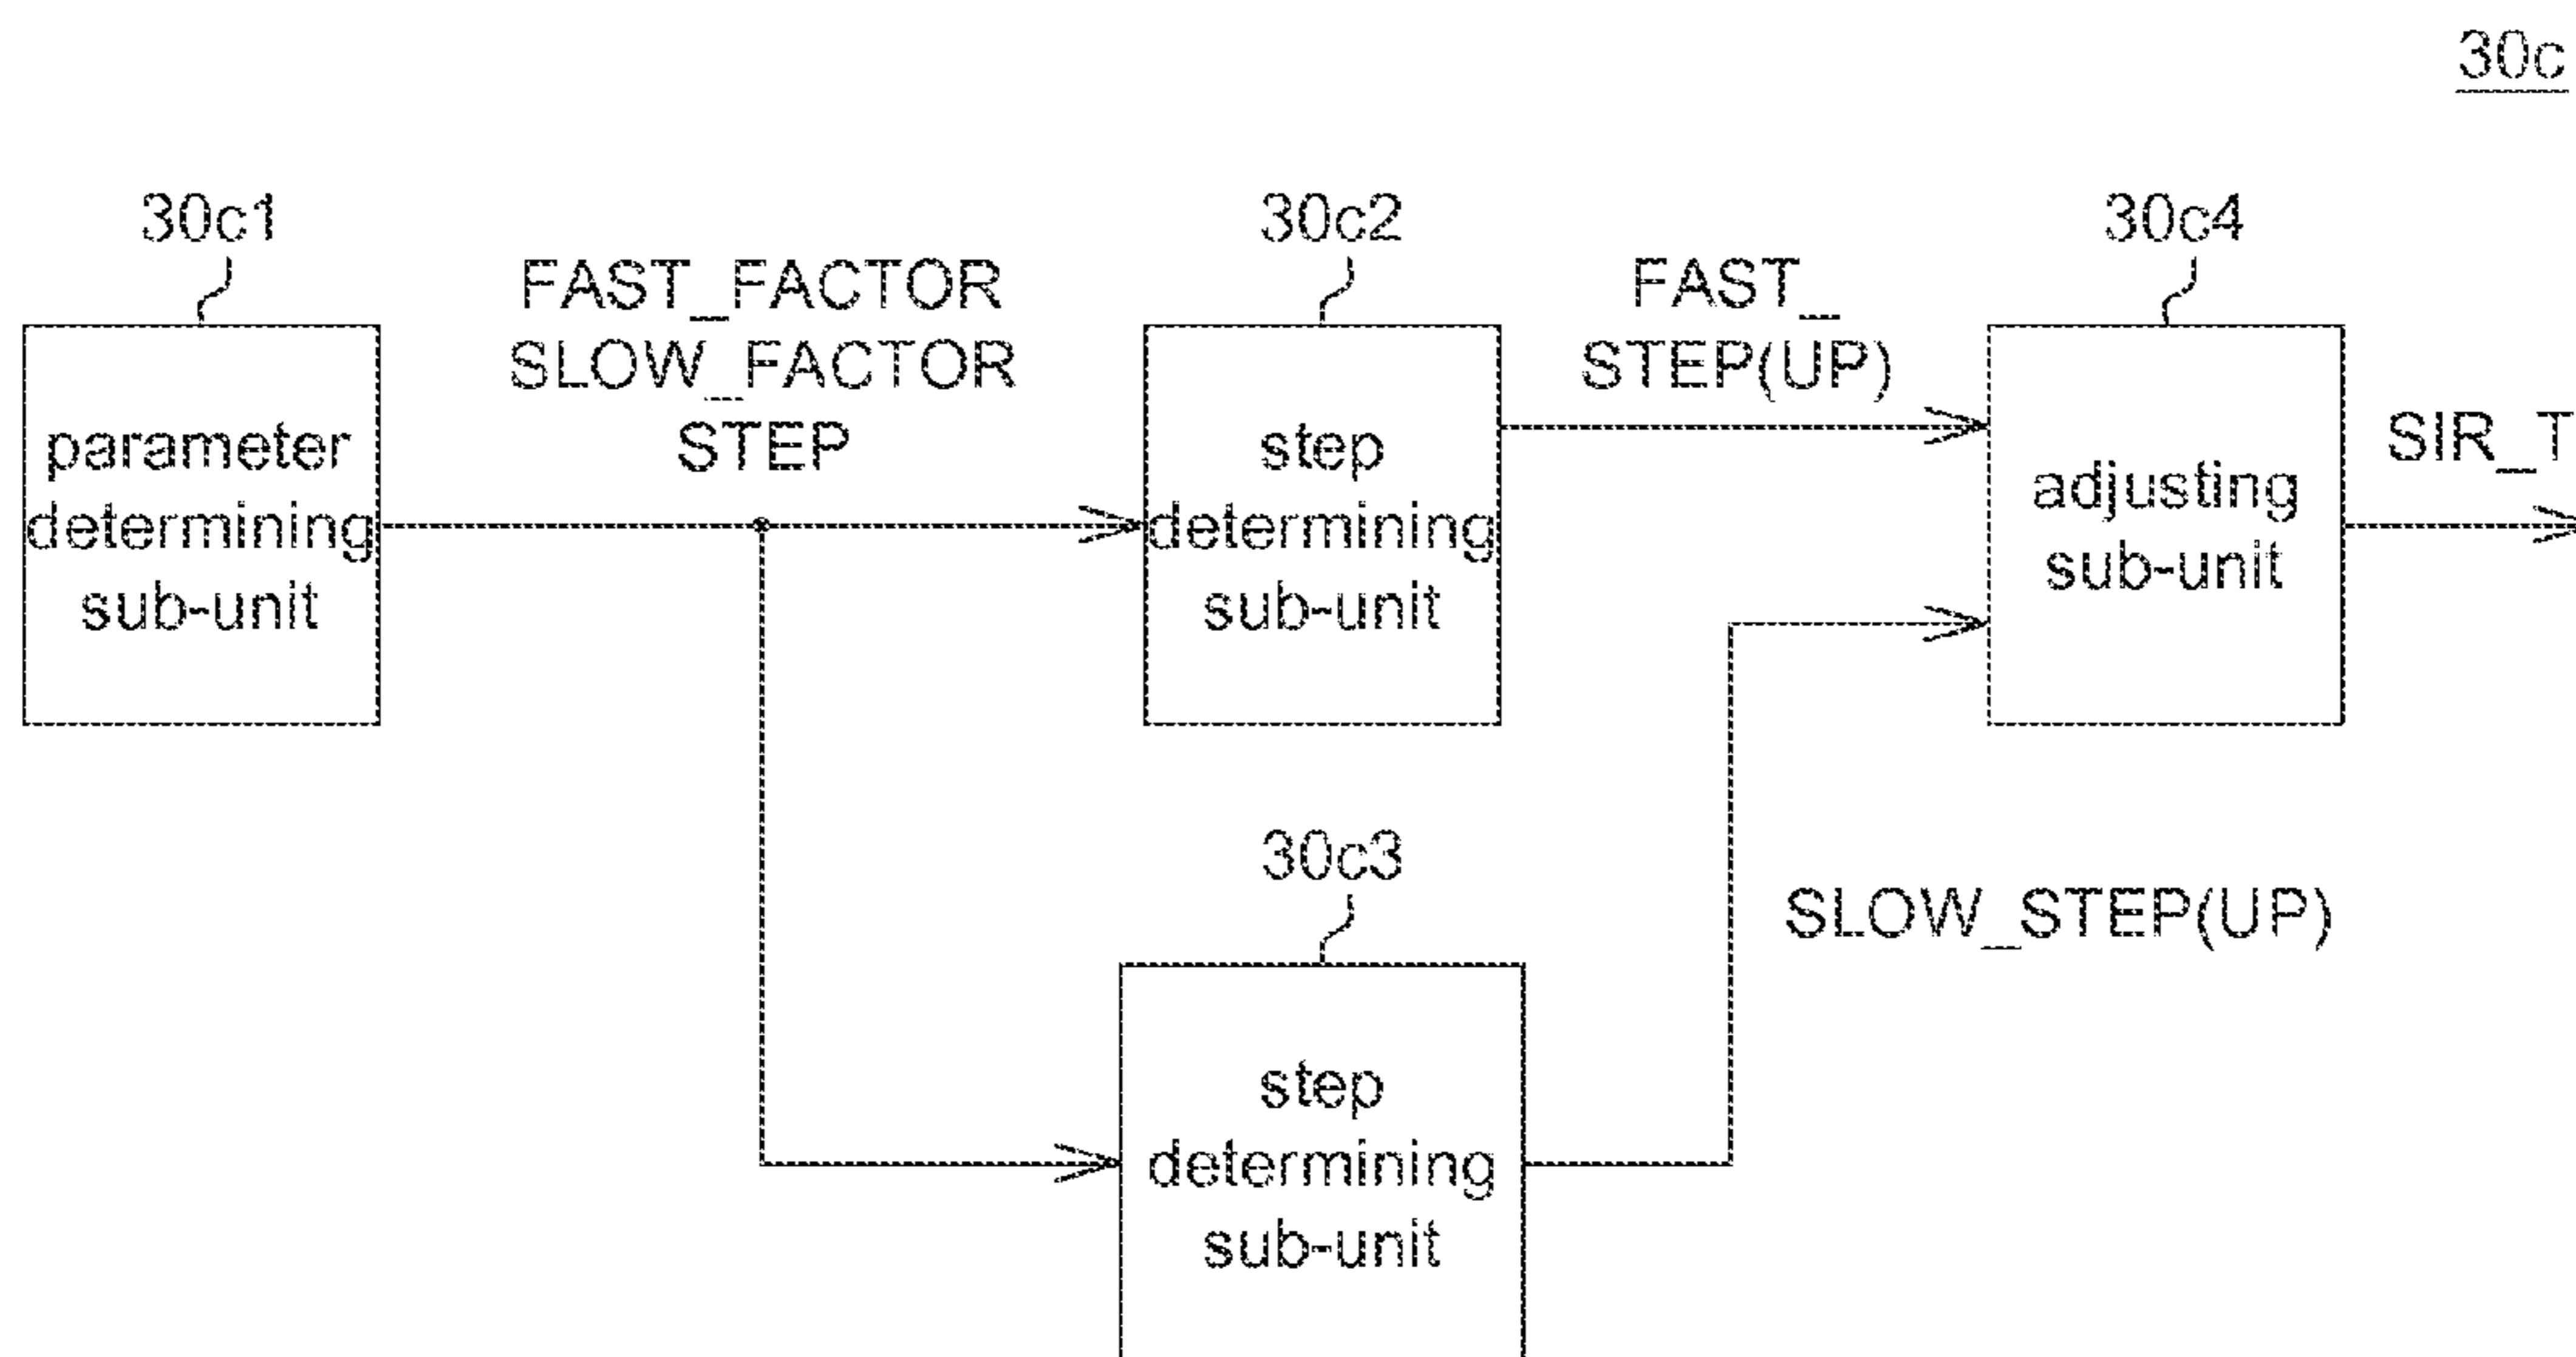 30c
30c1
30c2
30c4
FAST_FACTOR
SLOW_FACTOR
STEP
FAST_
STEP(UP)
SIR_T
parameter
determining
sub-unit
step
determining
sub-unit
adjusting
sub-unit
30c3
SLOW_STEP(UP)
step
determining
sub-unit